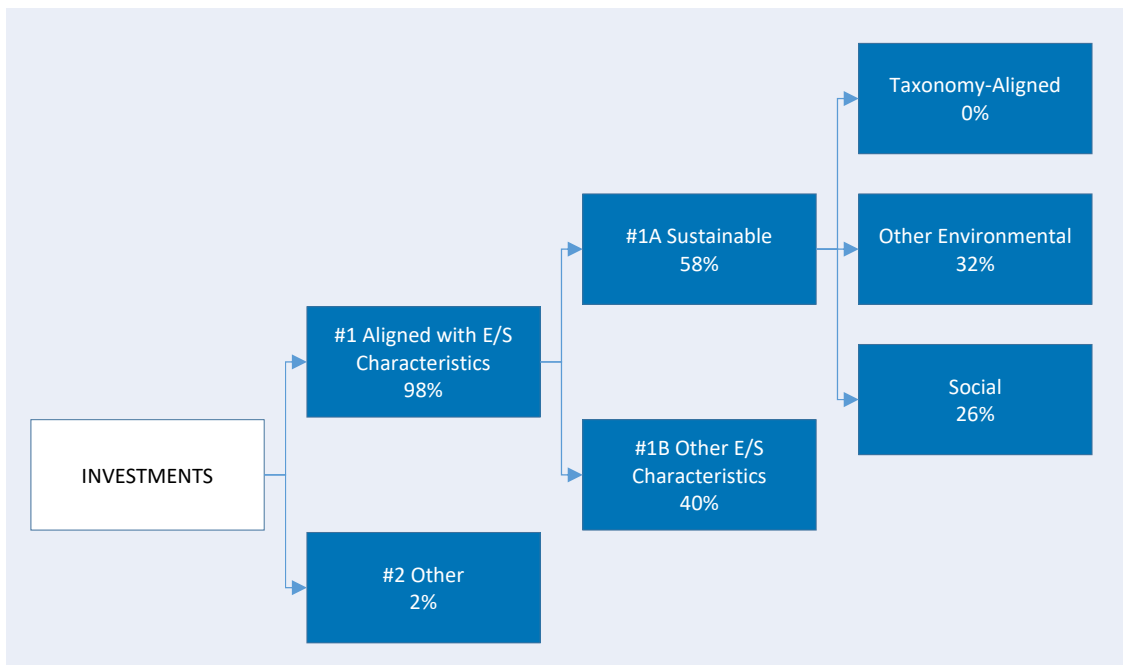 INVESTMENTS
#1 Aligned with E/S
Characteristics
98%
#2 Other
2%
#1A Sustainable
58%
#1B Other E/S
Characteristics
40%
Taxonomy-Aligned
0%
Other Environmental
32%
Social
26%